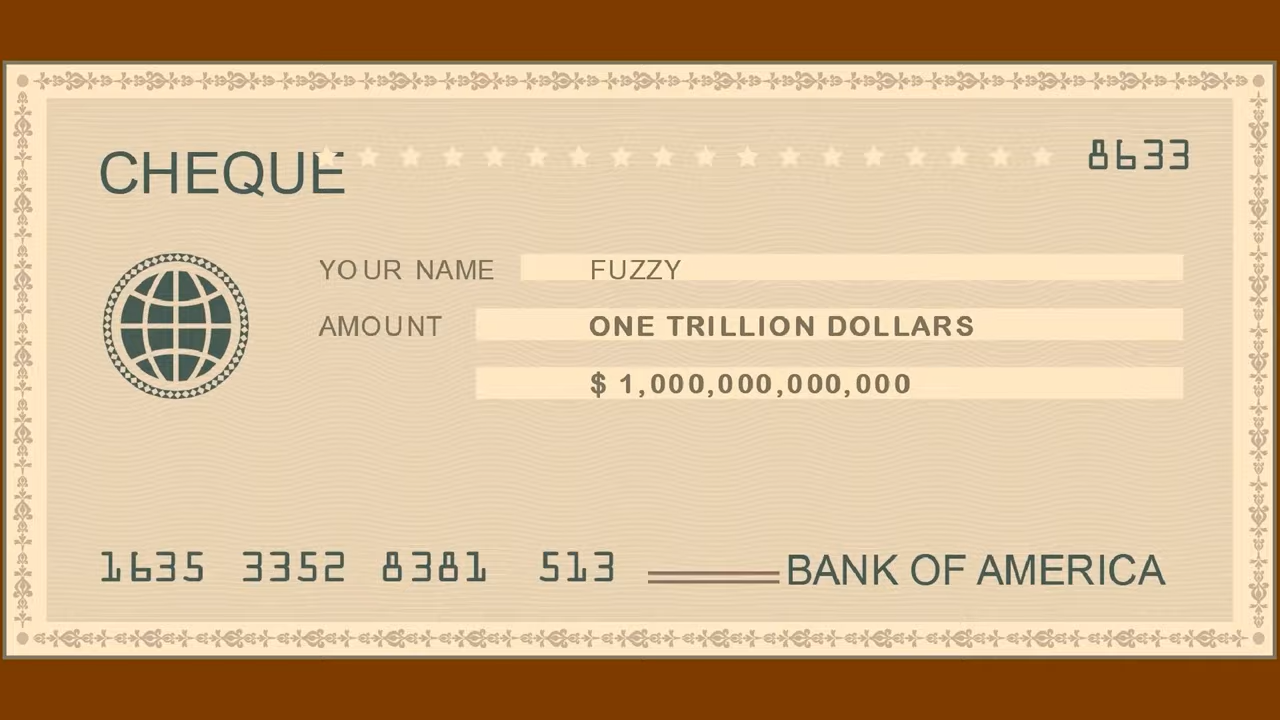 CHEQUE 8633
YOUR NAME FUZZY
AMOUNT ONE TRILLION DOLLARS
$ 1,000,000,000,000
1635 3352 8381 513 BANK OF AMERICA